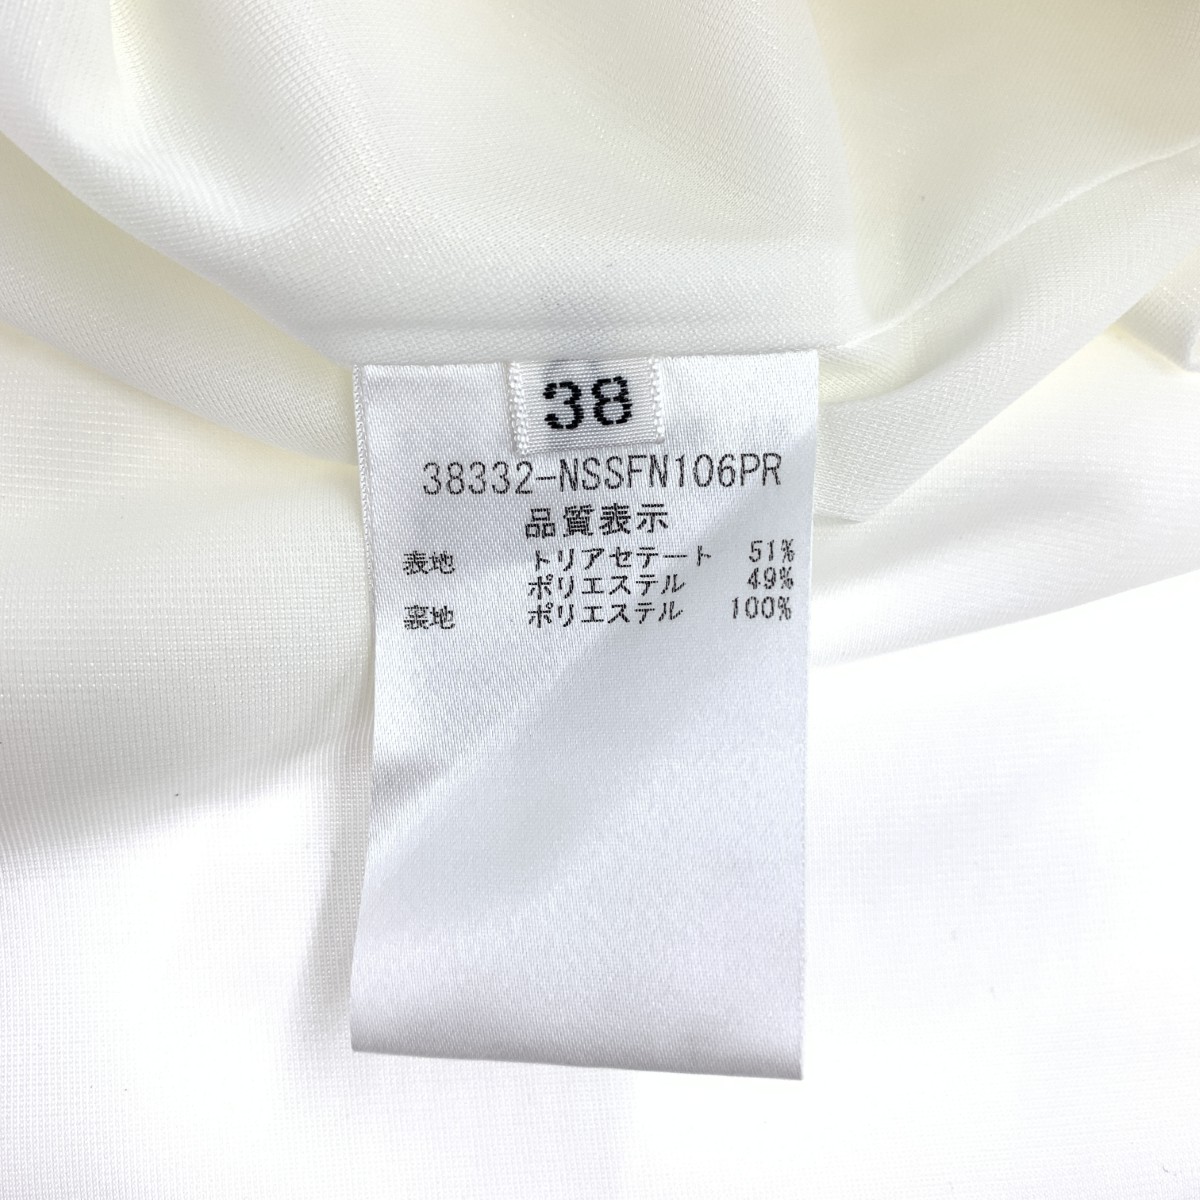 38
38332-NSSFN106PR
品質表示
表地 トリアセテート 51%
ポリエステル 49%
裏地 ポリエステル 100%